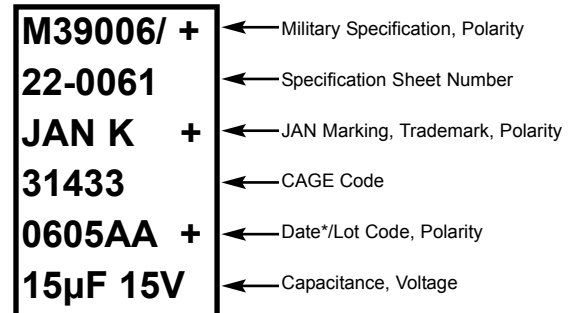 M39006/ + Military Specification, Polarity
22-0061 Specification Sheet Number
JAN K + JAN Marking, Trademark, Polarity
31433 CAGE Code
0605AA + Date*/Lot Code, Polarity
15µF 15V Capacitance, Voltage